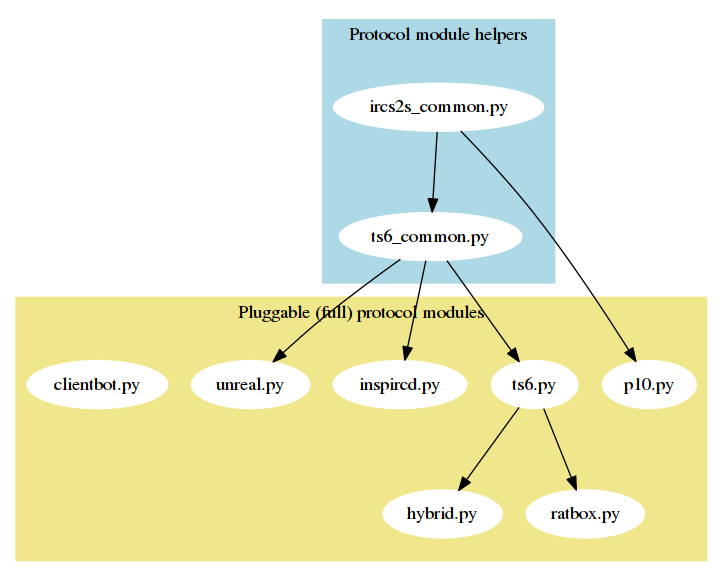 Protocol module helpers
ircs2s_common.py
ts6_common.py
Pluggable (full) protocol modules
clientbot.py
unreal.py
inspircd.py
ts6.py
p10.py
hybrid.py
ratbox.py